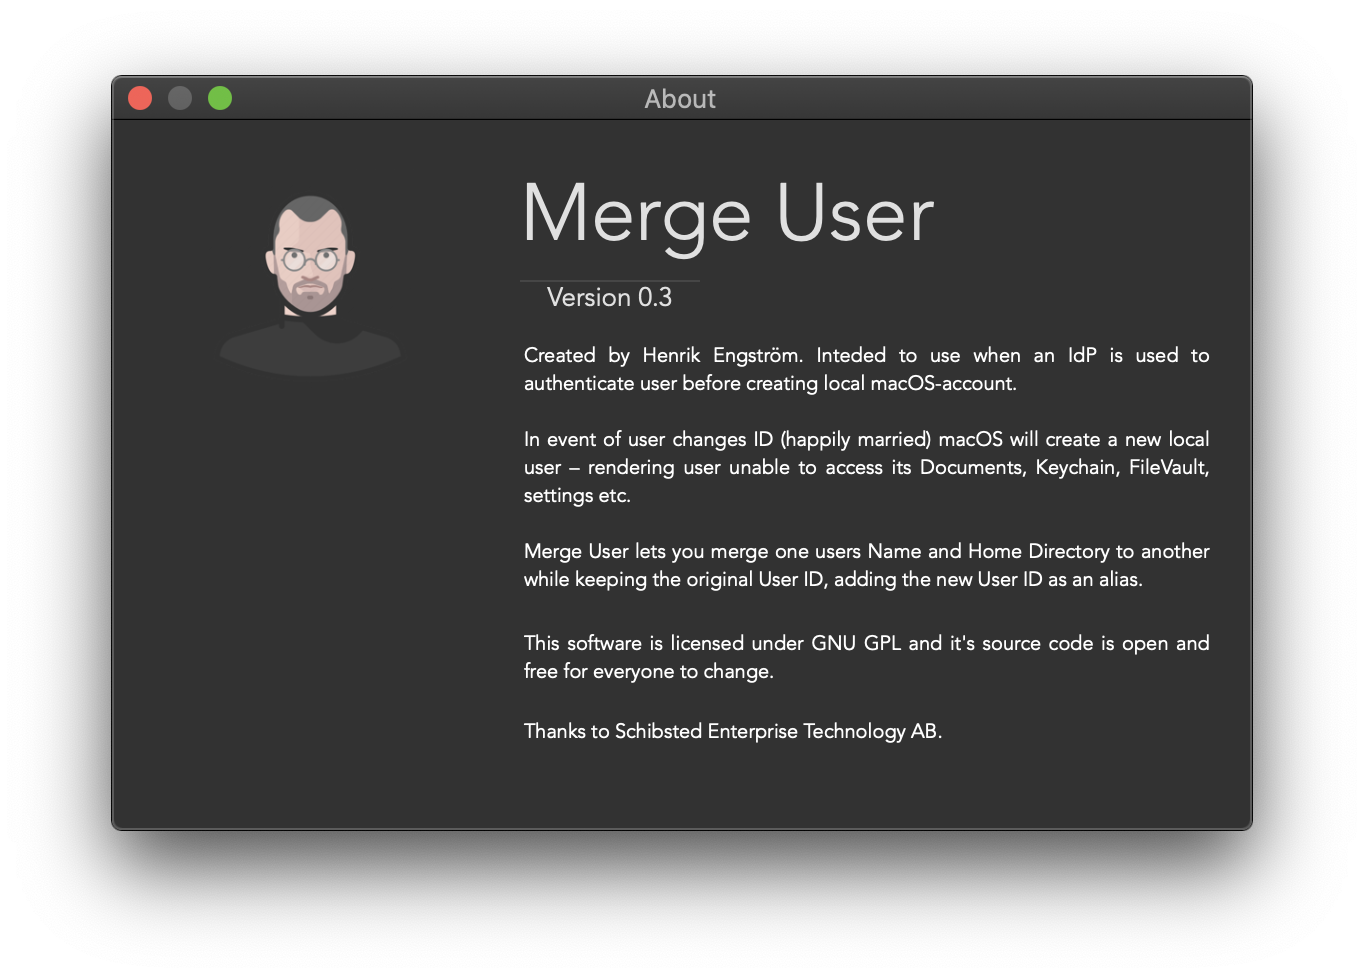 About
Merge User
Version 0.3
Created by Henrik Engström. Inteded to use when an IdP is used to
authenticate user before creating local macOS-account.
In event of user changes ID (happily married) macOS will create a new local
user – rendering user unable to access its Documents, Keychain, FileVault,
settings etc.
Merge User lets you merge one users Name and Home Directory to another
while keeping the original User ID, adding the new User ID as an alias.
This software is licensed under GNU GPL and it's source code is open and
free for everyone to change.
Thanks to Schibsted Enterprise Technology AB.